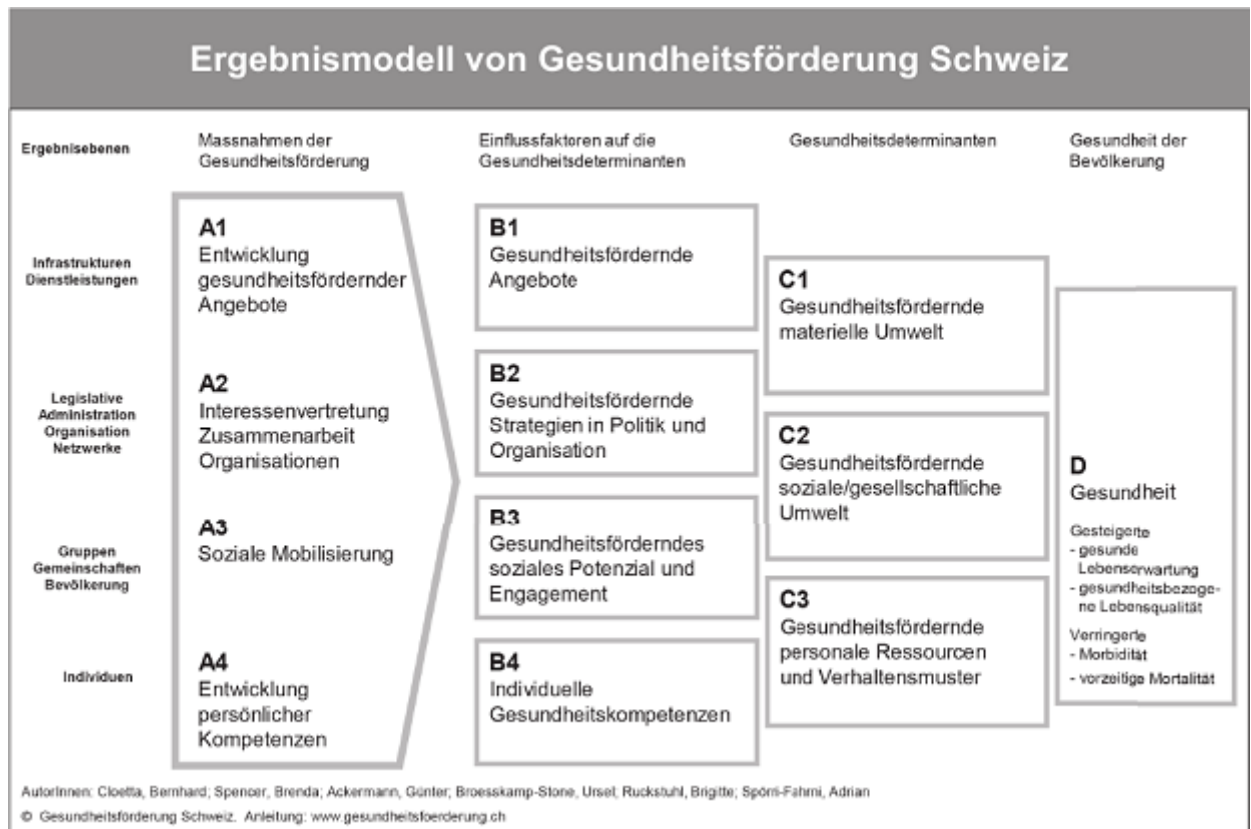 Ergebnismodell von Gesundheitsförderung Schweiz
Ergebnisebenen
Massnahmen der
Gesundheitsförderung
Einflussfaktoren auf die
Gesundheitsdeterminanten
Gesundheitsdeterminanten
Gesundheit der
Bevölkerung
Infrastrukturen
Dienstleistungen
Legislative
Administration
Organisation
Netzwerke
Gruppen
Gemeinschaften
Bevölkerung
Individuen
A1
Entwicklung
gesundheitsfördernder
Angebote
A2
Interessenvertretung
Zusammenarbeit
Organisationen
A3
Soziale Mobilisierung
A4
Entwicklung
persönlicher
Kompetenzen
B1
Gesundheitsfördernde
Angebote
B2
Gesundheitsfördernde
Strategien in Politik und
Organisation
B3
Gesundheitsförderndes
soziales Potenzial und
Engagement
B4
Individuelle
Gesundheitskompetenzen
C1
Gesundheitsfördernde
materielle Umwelt
C2
Gesundheitsfördernde
soziale/gesellschaftliche
Umwelt
C3
Gesundheitsfördernde
personale Ressourcen
und Verhaltensmuster
D
Gesundheit
Gesteigerte
- gesunde
Lebenserwartung
- gesundheitsbezoge-
ne Lebensqualität
Verringerte
- Morbidität
- vorzeitige Mortalität
AutorInnen: Cloetta, Bernhard; Spencer, Brenda; Ackermann, Günter; Broesskamp-Stone, Ursel; Ruckstuhl, Brigitte; Spörri-Fahrni, Adrian
© Gesundheitsförderung Schweiz. Anleitung: www.gesundheitsfoerderung.ch